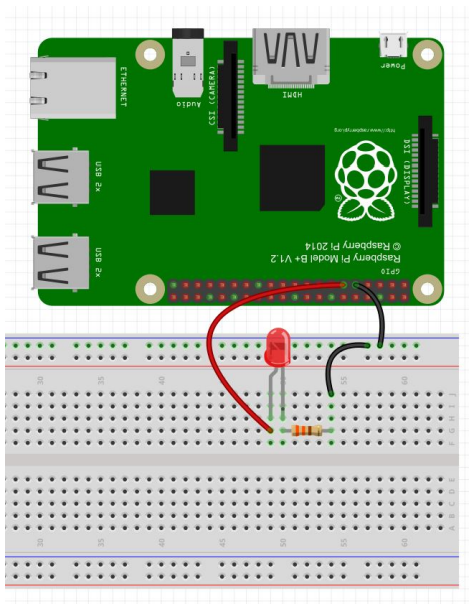 Power
HDMI
Audio
ETHERNET
CSI (CAMERA)
http://www.raspberrypi.org
DSI (DISPLAY)
USB 2x
USB 2x
Raspberry Pi Model B+ V1.2
© Raspberry Pi 2014
GPIO
30 35 40 45 50 55 60
J
I
H
G
F
E
D
C
B
A
30 35 40 45 50 55 60